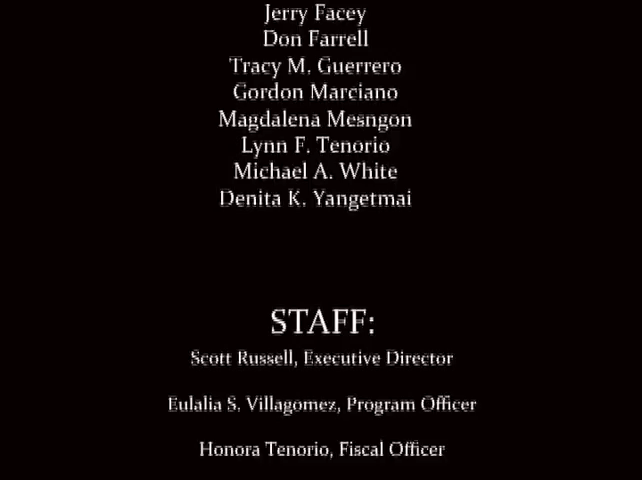 Jerry Facey
Don Farrell
Tracy M. Guerrero
Gordon Marciano
Magdalena Mesngon
Lynn F. Tenorio
Michael A. White
Denita K. Yangetmai
STAFF:
Scott Russell, Executive Director
Eulalia S. Villagomez, Program Officer
Honora Tenorio, Fiscal Officer